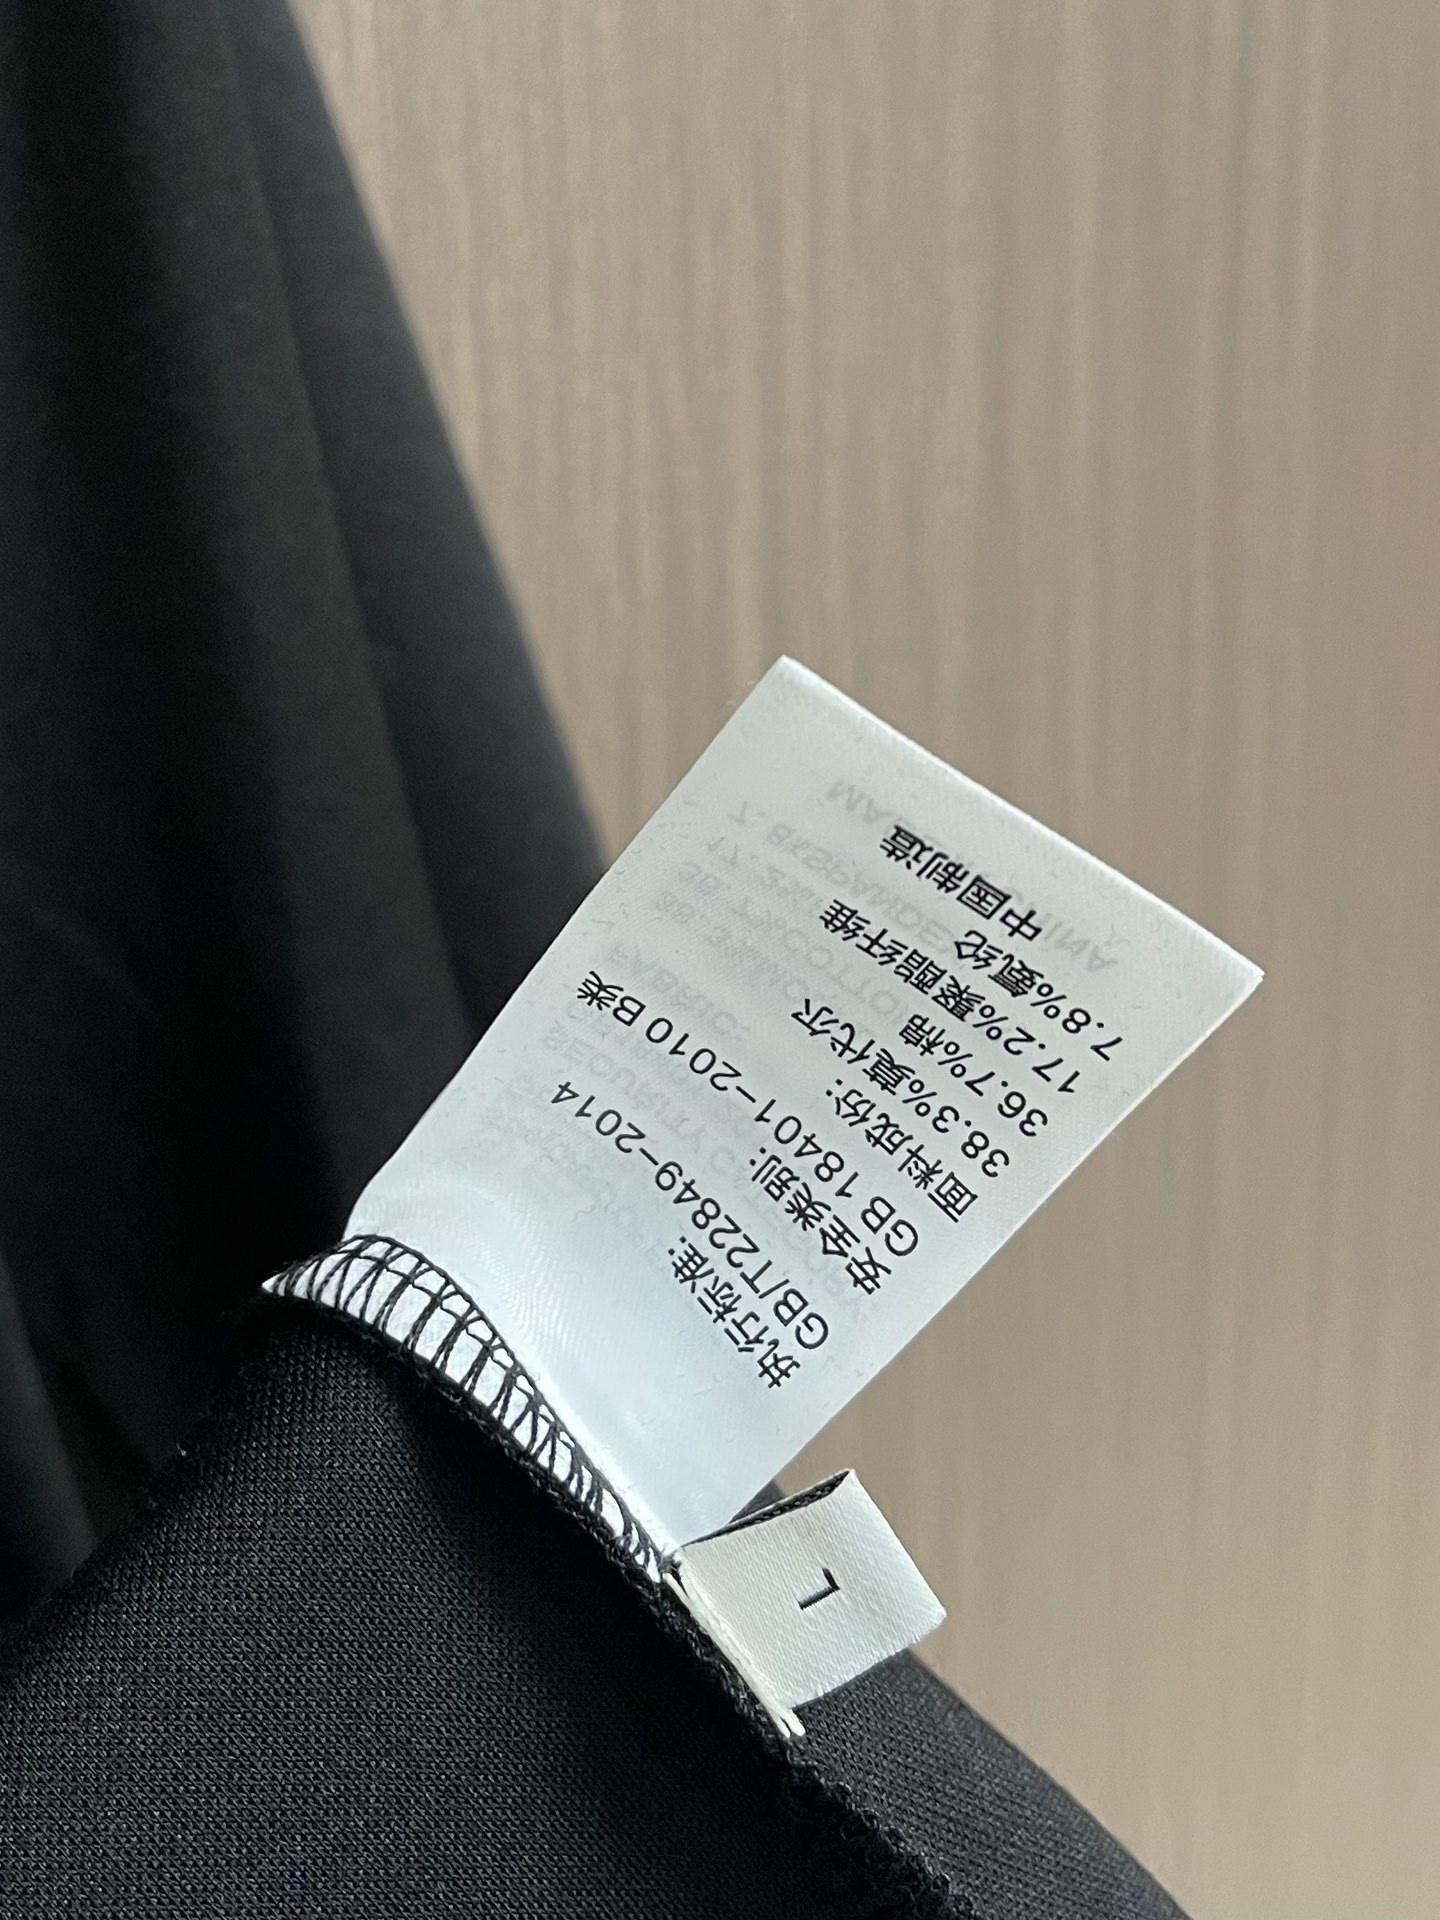 执行标准:
GB/T22849-2014
安全类别:
GB 18401-2010 B类
面料成份:
38.3%莫代尔
36.7%棉
17.2%聚酯纤维
7.8%氨纶
中国制造
L